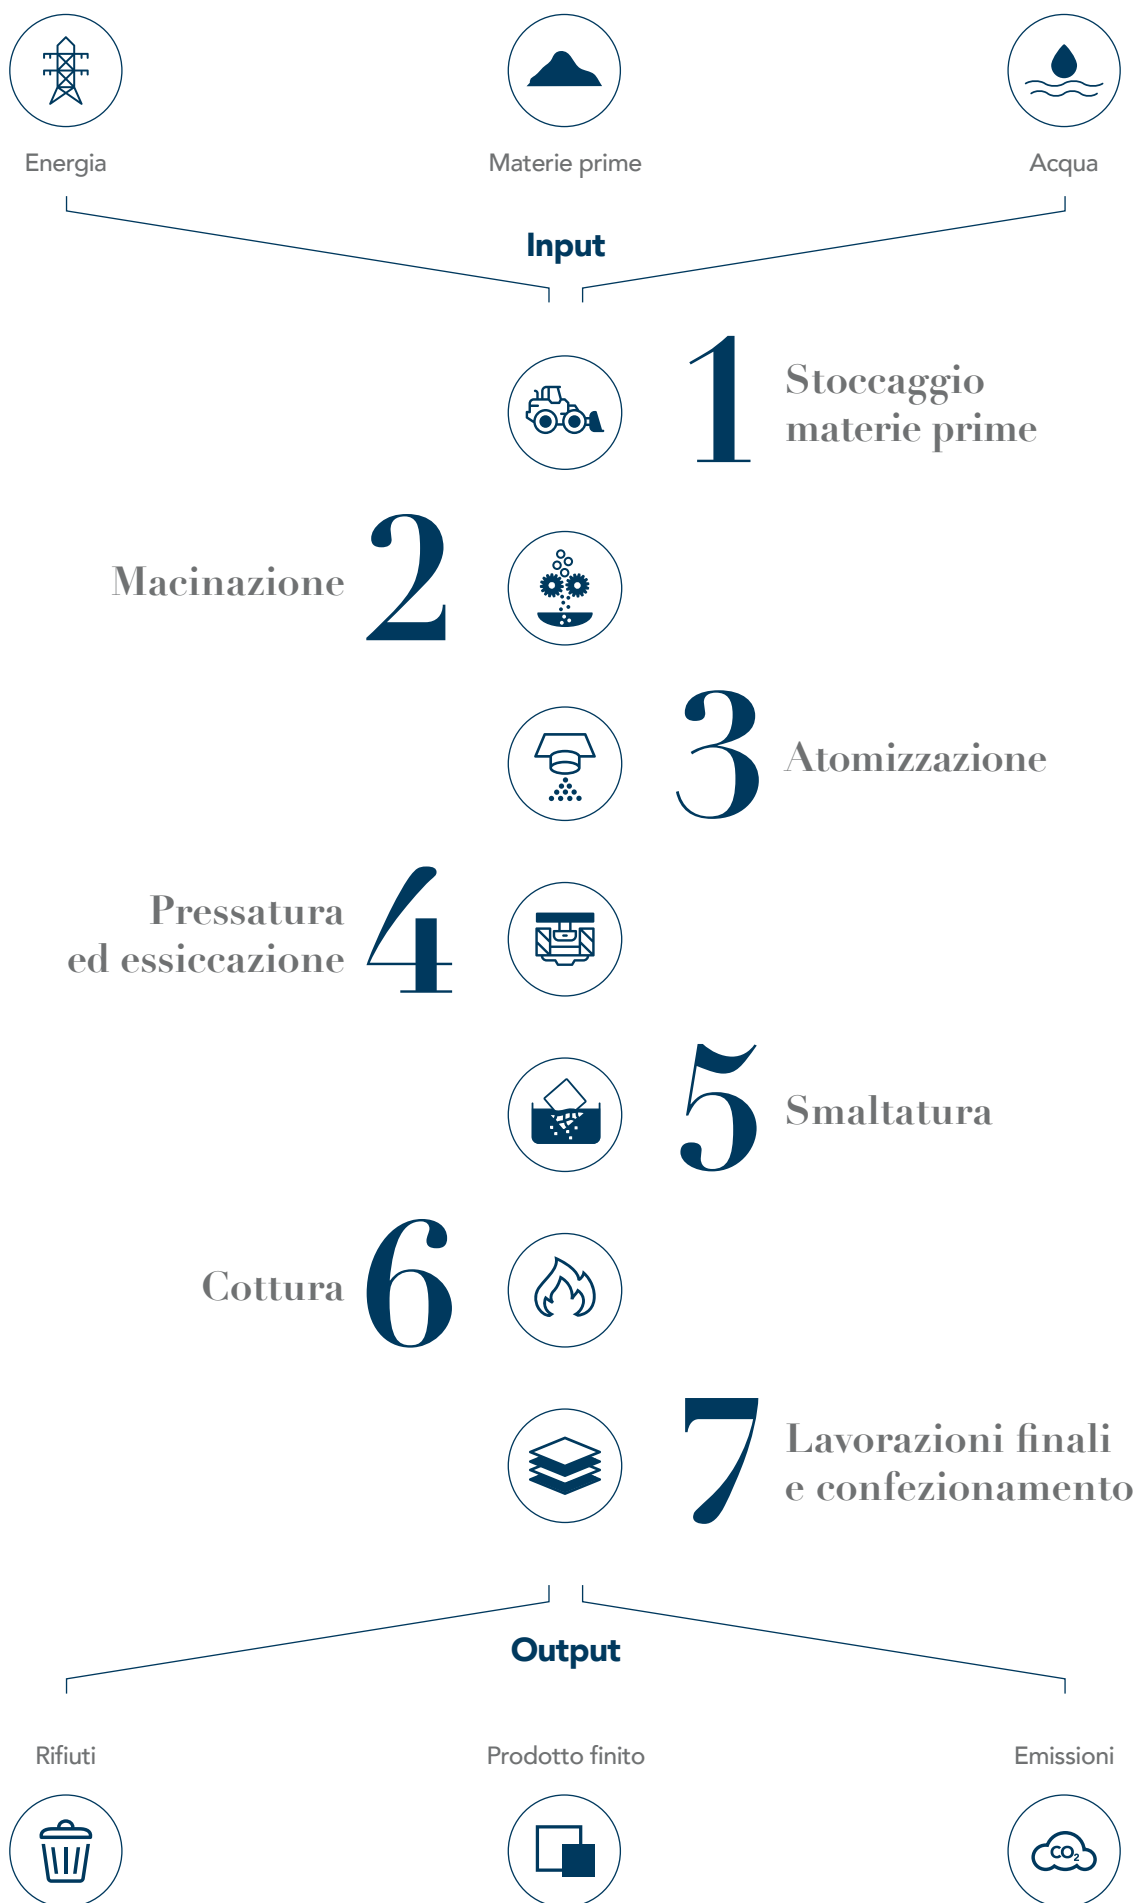 Energia
Materie prime
Acqua
Input
1
Stoccaggio
materie prime
2
Macinazione
3
Atomizzazione
4
Pressatura
ed essiccazione
5
Smaltatura
6
Cottura
7
Lavorazioni finali
e confezionamento
Output
Rifiuti
Prodotto finito
Emissioni
CO₂